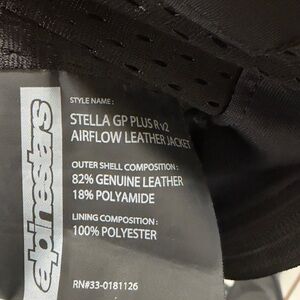 STYLE NAME :
STELLA GP PLUS R v2
AIRFLOW LEATHER JACKET
OUTER SHELL COMPOSITION :
82% GENUINE LEATHER
18% POLYAMIDE
LINING COMPOSITION :
100% POLYESTER
RN#33-0181126
alpinestars